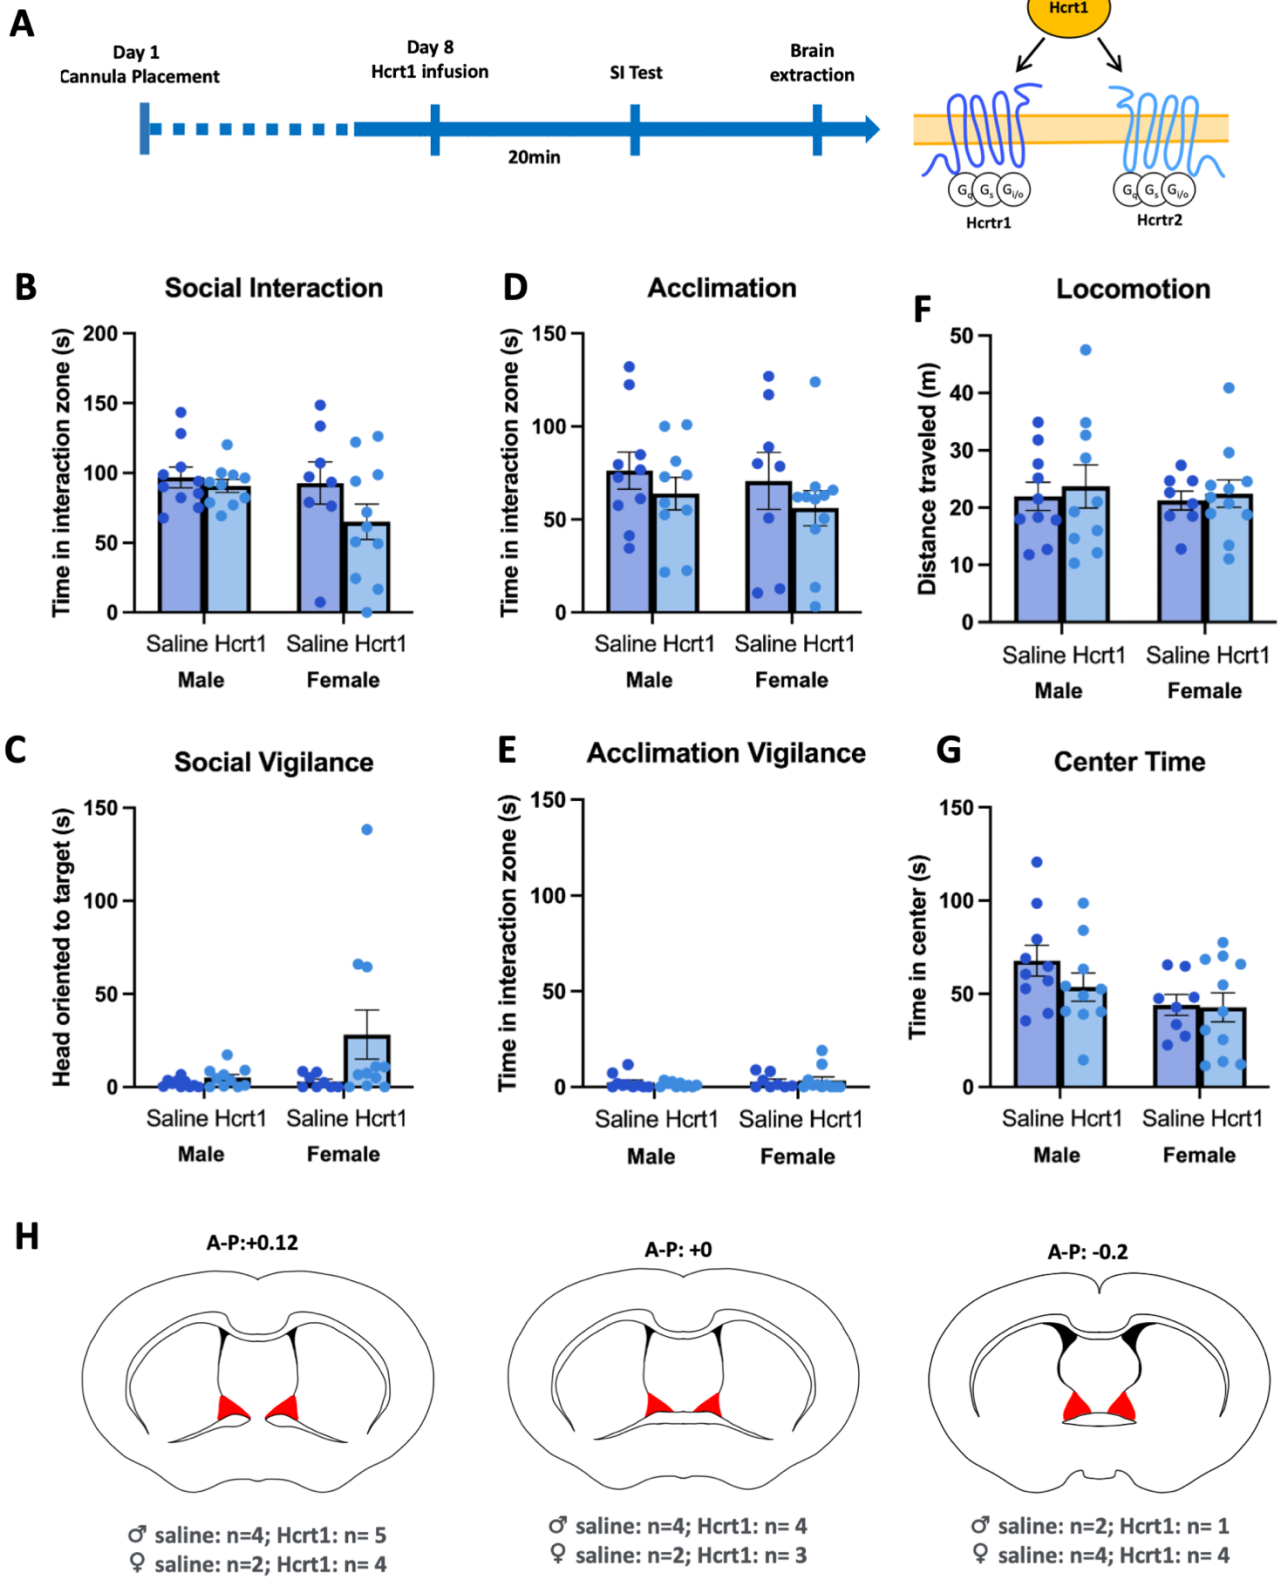 A
Day 1
Cannula Placement
Day 8
Hcrt1 infusion
20min
SI Test
Brain
extraction
Hcrt1
Gq Gs Gi/o
Hcrtr1
Gq Gs Gi/o
Hcrtr2
B
Social Interaction
Time in interaction zone (s)
200
150
100
50
0
Saline Hcrt1 Saline Hcrt1
Male Female
D
Acclimation
Time in interaction zone (s)
150
100
50
0
Saline Hcrt1 Saline Hcrt1
Male Female
F
Locomotion
Distance traveled (m)
50
40
30
20
10
0
Saline Hcrt1 Saline Hcrt1
Male Female
C
Social Vigilance
Head oriented to target (s)
150
100
50
0
Saline Hcrt1 Saline Hcrt1
Male Female
E
Acclimation Vigilance
Time in interaction zone (s)
150
100
50
0
Saline Hcrt1 Saline Hcrt1
Male Female
G
Center Time
Time in center (s)
150
100
50
0
Saline Hcrt1 Saline Hcrt1
Male Female
H
A-P:+0.12
♂ saline: n=4; Hcrt1: n= 5
♀ saline: n=2; Hcrt1: n= 4
A-P: +0
♂ saline: n=4; Hcrt1: n= 4
♀ saline: n=2; Hcrt1: n= 3
A-P: -0.2
♂ saline: n=2; Hcrt1: n= 1
♀ saline: n=4; Hcrt1: n= 4